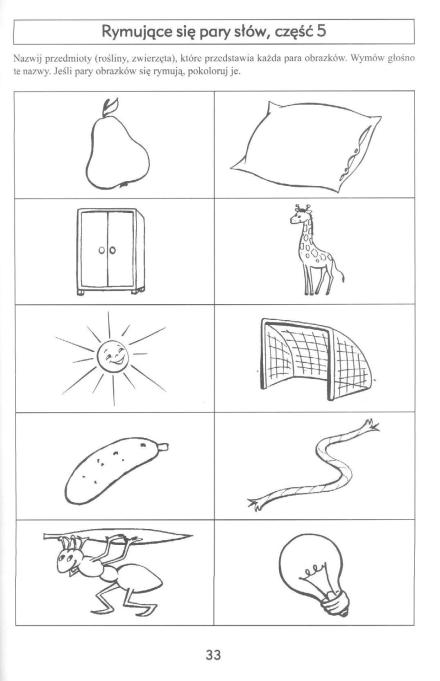 Rymujące się pary słów, część 5
Nazwij przedmioty (rośliny, zwierzęta), które przedstawia każda para obrazków. Wymów głośno
te nazwy. Jeśli pary obrazków się rymują, pokoloruj je.
33